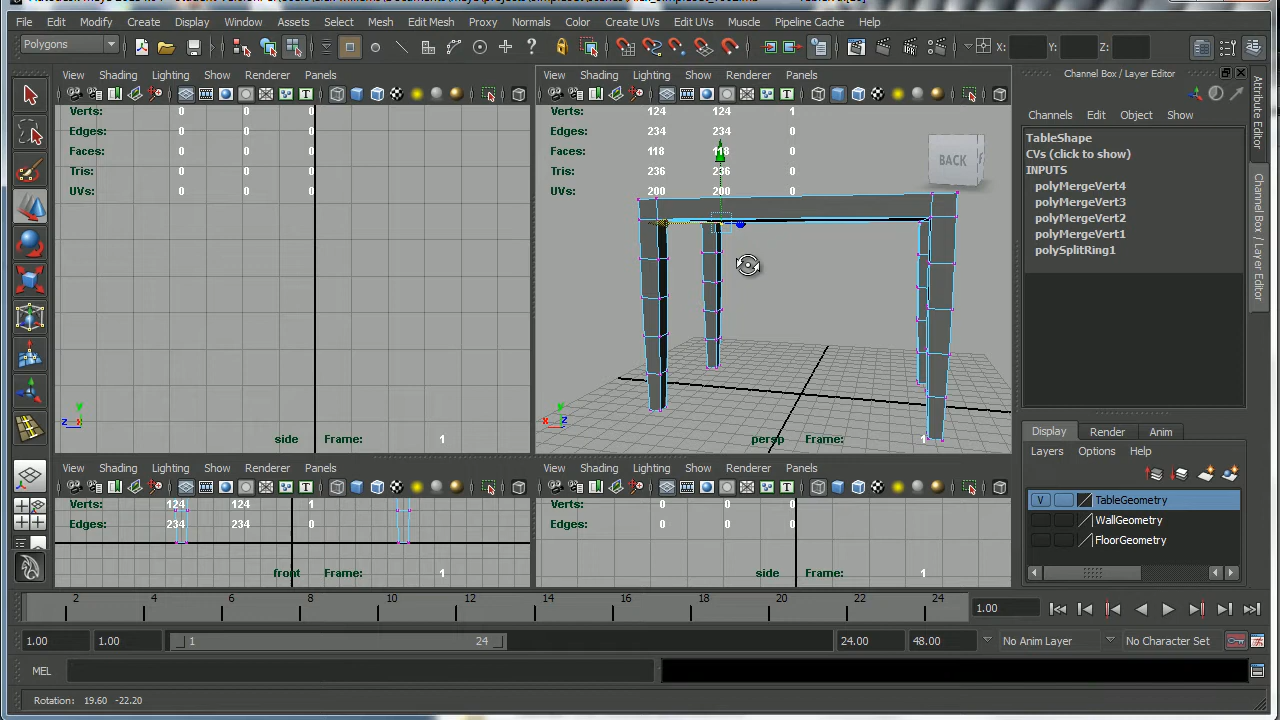 File Edit Modify Create Display Window Assets Select Mesh Edit Mesh Proxy Normals Color Create UVs Edit UVs Muscle Pipeline Cache Help
Polygons X: Y: Z:
View Shading Lighting Show Renderer Panels
View Shading Lighting Show Renderer Panels
Verts: 0 0 0
Edges: 0 0 0
Faces: 0 0 0
Tris: 0 0 0
UVs: 0 0 0
side Frame: 1
Verts: 124 124 1
Edges: 234 234 0
Faces: 118 118 0
Tris: 236 236 0
UVs: 200 200 0
BACK
persp Frame: 1
View Shading Lighting Show Renderer Panels
View Shading Lighting Show Renderer Panels
Verts: 124 124 1
Edges: 234 234 0
front Frame: 1
Verts: 0 0 0
Edges: 0 0 0
side Frame: 1
Channel Box / Layer Editor
Channels Edit Object Show
TableShape
CVs (click to show)
INPUTS
polyMergeVert4
polyMergeVert3
polyMergeVert2
polyMergeVert1
polySplitRing1
Attribute Editor
Channel Box / Layer Editor
Display Render Anim
Layers Options Help
V TableGeometry
WallGeometry
FloorGeometry
2 4 6 8 10 12 14 16 18 20 22 24 1.00
1.00 1.00 1 24 24.00 48.00 No Anim Layer No Character Set
MEL
Rotation: 19.60 -22.20